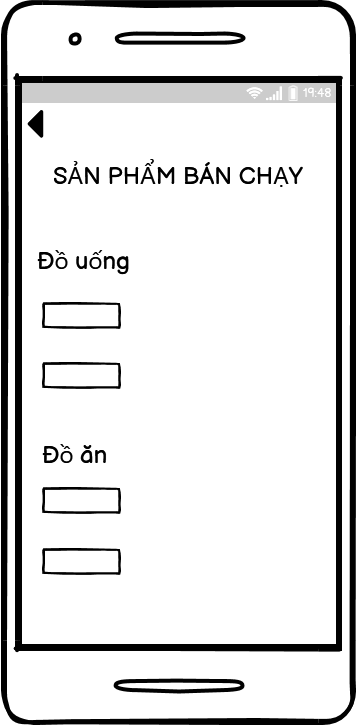 19:48
SẢN PHẨM BÁN CHẠY
Đồ uống
Đồ ăn